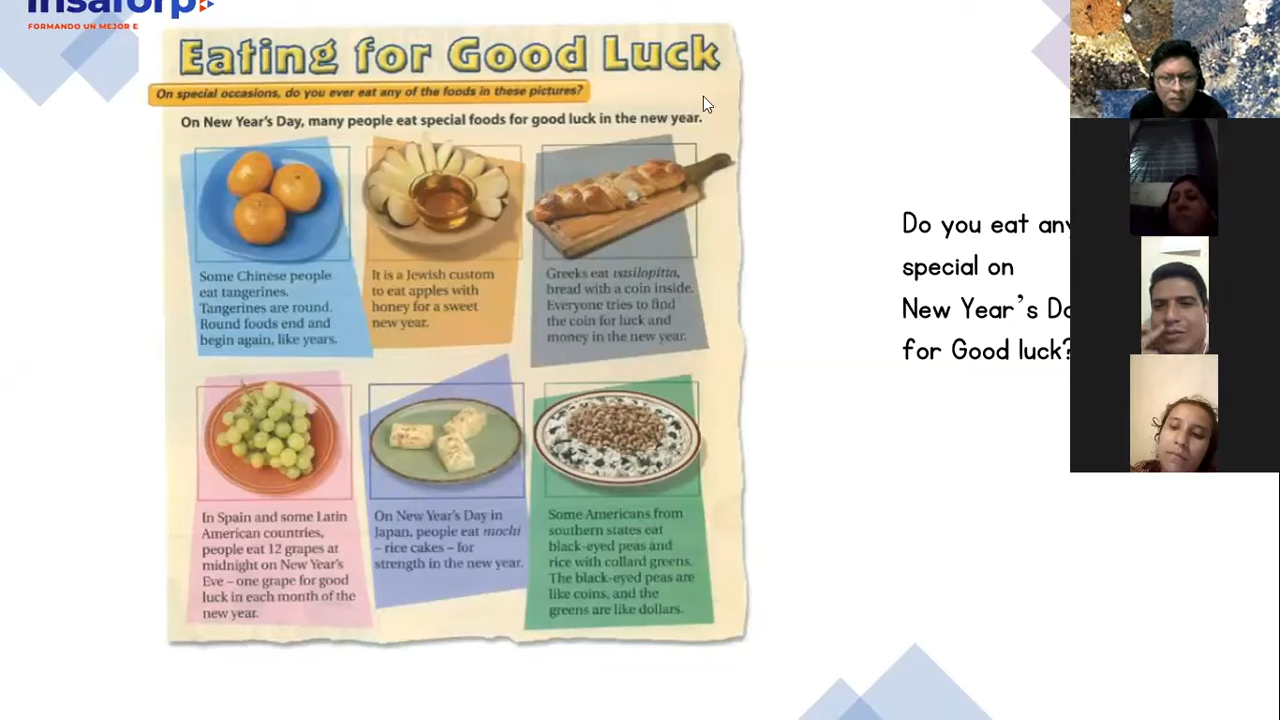 insaforp
FORMANDO UN MEJOR E
Eating for Good Luck
On special occasions, do you ever eat any of the foods in these pictures?
On New Year's Day, many people eat special foods for good luck in the new year.
Some Chinese people
eat tangerines.
Tangerines are round.
Round foods end and
begin again, like years.
It is a Jewish custom
to eat apples with
honey for a sweet
new year.
Greeks eat vasilopitta,
bread with a coin inside.
Everyone tries to find
the coin for luck and
money in the new year.
In Spain and some Latin
American countries,
people eat 12 grapes at
midnight on New Year's
Eve – one grape for good
luck in each month of the
new year.
On New Year's Day in
Japan, people eat mochi
– rice cakes – for
strength in the new year.
Some Americans from
southern states eat
black-eyed peas and
rice with collard greens.
The black-eyed peas are
like coins, and the
greens are like dollars.
Do you eat any
special on
New Year's Da
for Good luck?